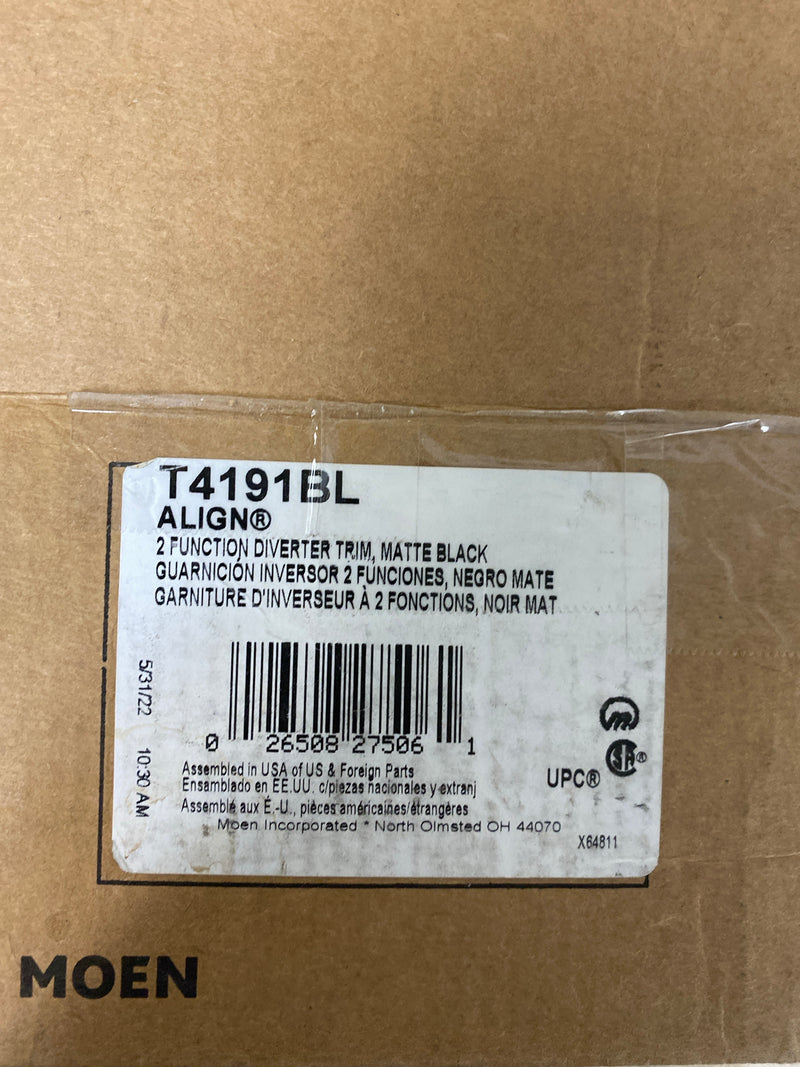 T4191BL
ALIGN®
2 FUNCTION DIVERTER TRIM, MATTE BLACK
GUARNICIÓN INVERSOR 2 FUNCIONES, NEGRO MATE
GARNITURE D'INVERSEUR À 2 FONCTIONS, NOIR MAT
5/31/22 10:30 AM
0 26508 27506 1
Assembled in USA of US & Foreign Parts
Ensamblado en EE.UU. c/piezas nacionales y extranj
Assemblé aux É.-U., pièces américaines/étrangères
Moen Incorporated * North Olmsted OH 44070
UPC®
SA®
X64811
MOEN